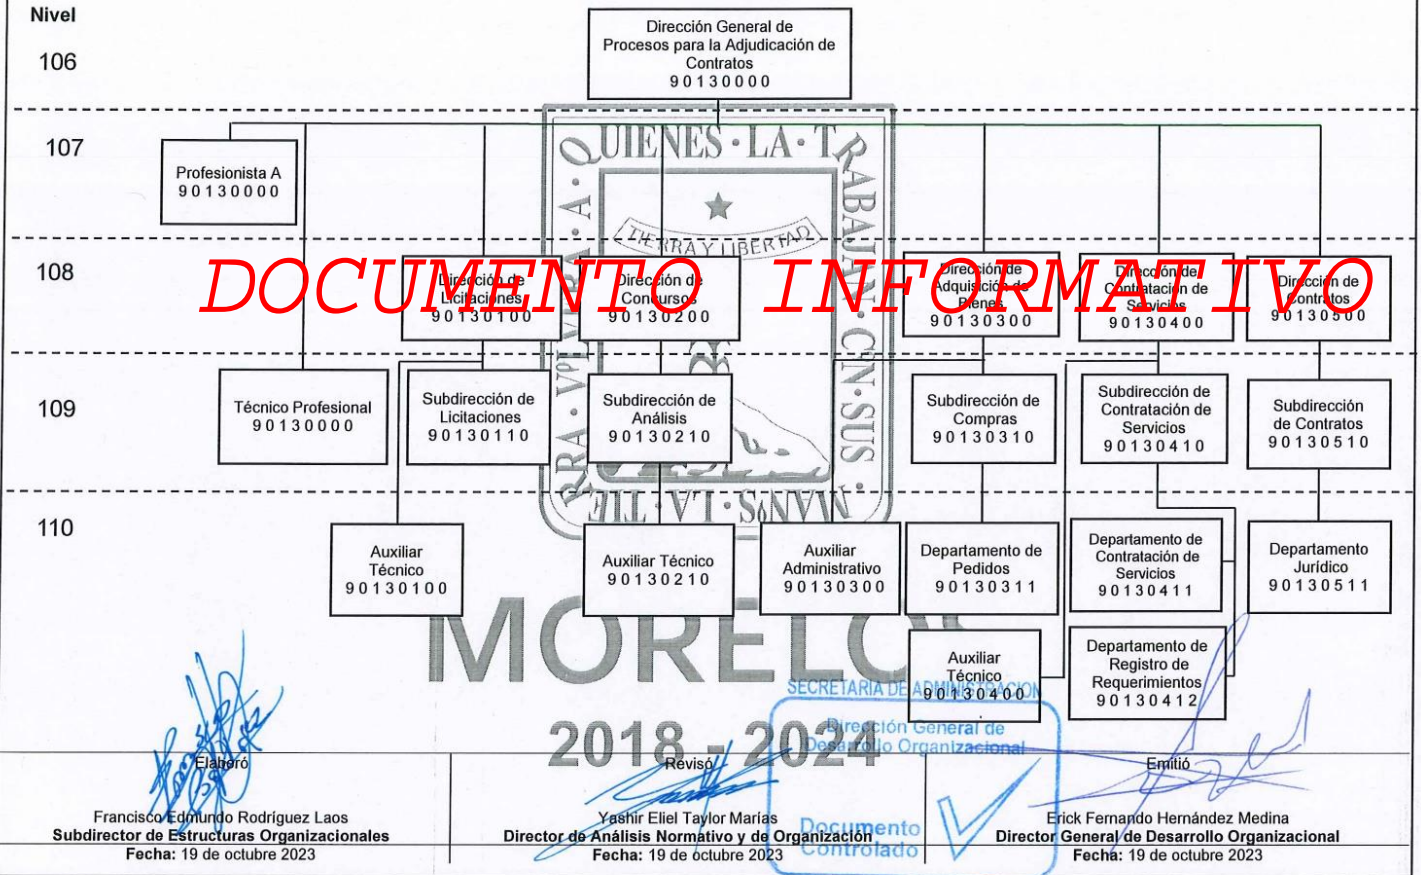 Nivel
106
Dirección General de
Procesos para la Adjudicación de
Contratos
90130000
107
Profesionista A
90130000
QUIENES · LA · TRABAJAN · CON · SUS · MANOS · LA · TIERRA · VOLVERÁ · A ·
TIERRA Y LIBERTAD
108
DOCUMENTO INFORMATIVO
Dirección de
Licitaciones
90130100
Dirección de
Concursos
90130200
Dirección de
Adquisición de
Bienes
90130300
Dirección de
Contratación de
Servicios
90130400
Dirección de
Contratos
90130500
109
Técnico Profesional
90130000
Subdirección de
Licitaciones
90130110
Subdirección de
Análisis
90130210
Subdirección de
Compras
90130310
Subdirección de
Contratación de
Servicios
90130410
Subdirección
de Contratos
90130510
110
Auxiliar
Técnico
90130100
Auxiliar Técnico
90130210
Auxiliar
Administrativo
90130300
Departamento de
Pedidos
90130311
Departamento de
Contratación de
Servicios
90130411
Departamento
Jurídico
90130511
Auxiliar
Técnico
90130400
Departamento de
Registro de
Requerimientos
90130412
MORELOS
2018 - 2024
SECRETARIA DE ADMINISTRACION
Dirección General de
Desarrollo Organizacional
Documento
Controlado
Elaboró
Francisco Edmundo Rodríguez Laos
Subdirector de Estructuras Organizacionales
Fecha: 19 de octubre 2023
Revisó
Yashir Eliel Taylor Marías
Director de Análisis Normativo y de Organización
Fecha: 19 de octubre 2023
Emitió
Erick Fernando Hernández Medina
Director General de Desarrollo Organizacional
Fecha: 19 de octubre 2023